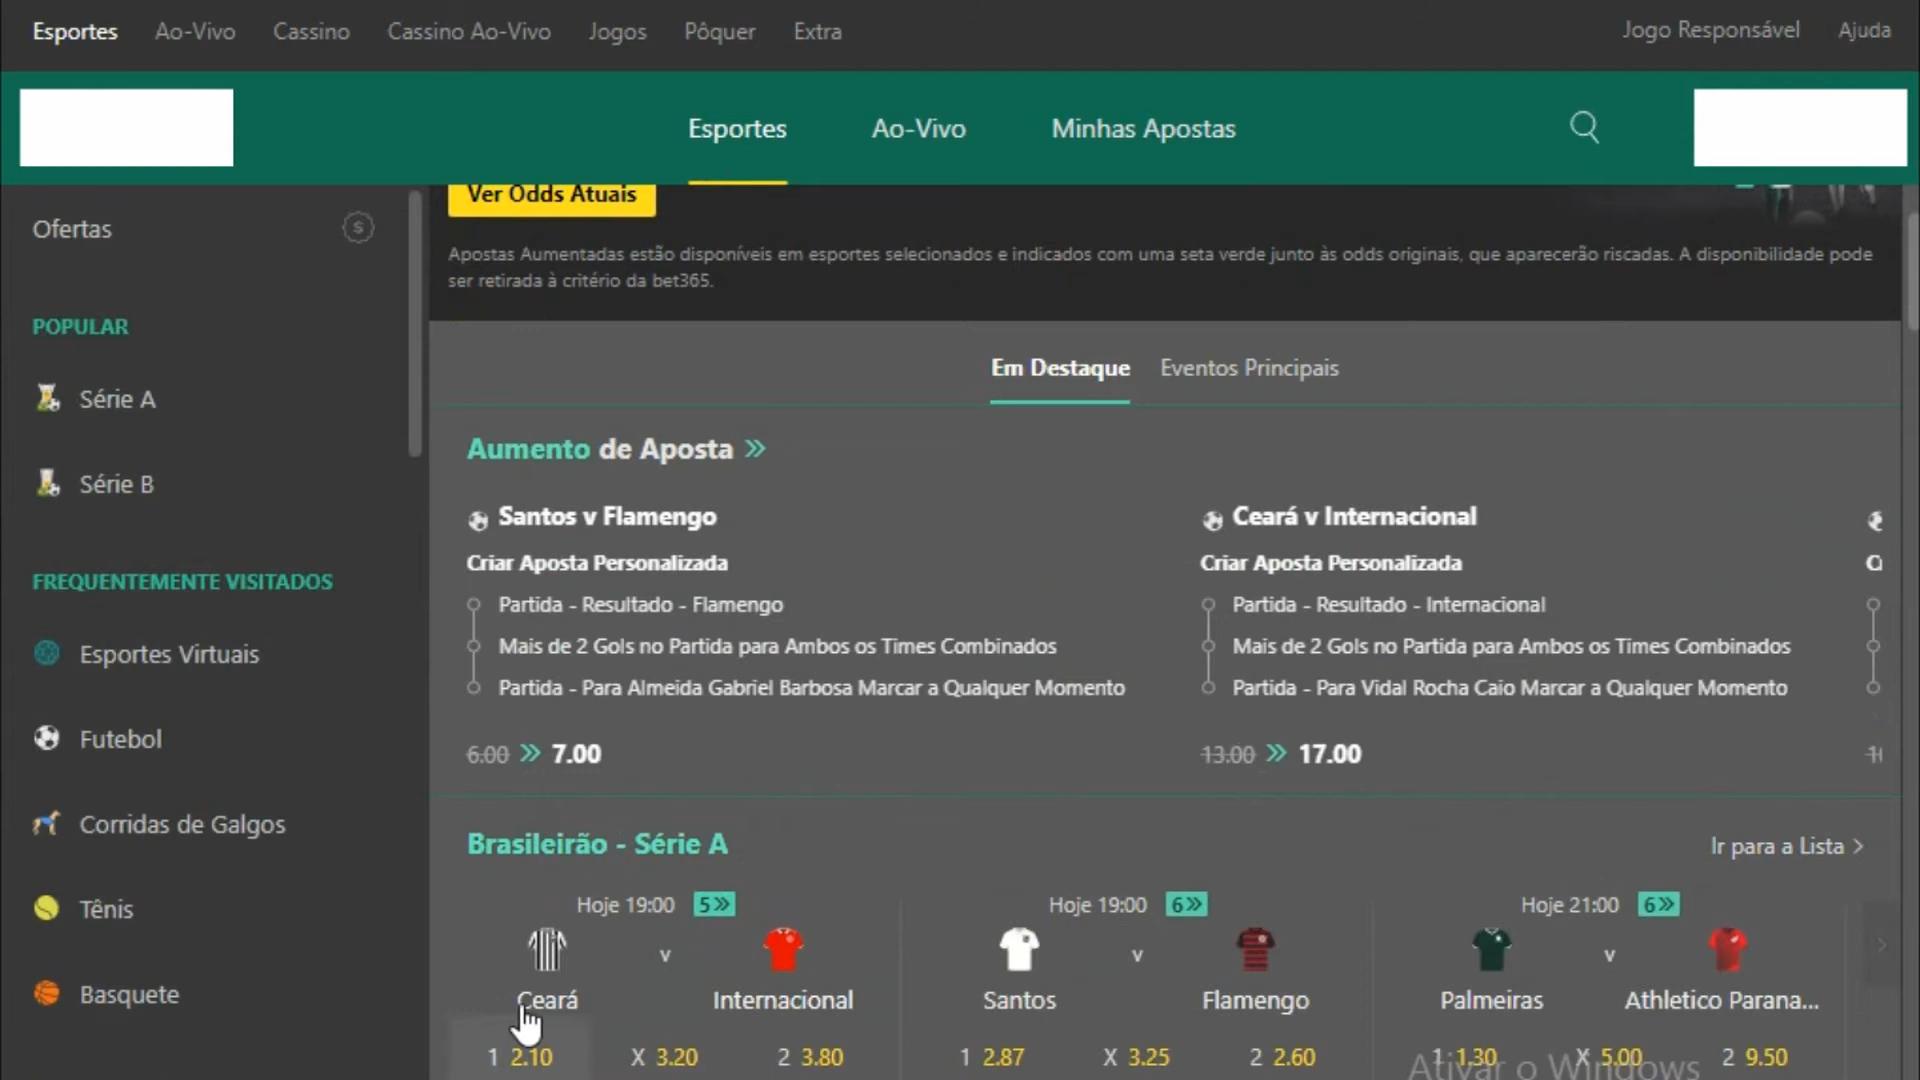 Esportes Ao-Vivo Cassino Cassino Ao-Vivo Jogos Pôquer Extra Jogo Responsável Ajuda
Esportes Ao-Vivo Minhas Apostas
Ver Odds Atuais
Ofertas
Apostas Aumentadas estão disponíveis em esportes selecionados e indicados com uma seta verde junto às odds originais, que aparecerão riscadas. A disponibilidade pode
ser retirada à critério da bet365.
POPULAR
Série A
Série B
FREQUENTEMENTE VISITADOS
Esportes Virtuais
Futebol
Corridas de Galgos
Tênis
Basquete
Em Destaque Eventos Principais
Aumento de Aposta »
Santos v Flamengo
Criar Aposta Personalizada
Partida - Resultado - Flamengo
Mais de 2 Gols no Partida para Ambos os Times Combinados
Partida - Para Almeida Gabriel Barbosa Marcar a Qualquer Momento
6.00 » 7.00
Ceará v Internacional
Criar Aposta Personalizada
Partida - Resultado - Internacional
Mais de 2 Gols no Partida para Ambos os Times Combinados
Partida - Para Vidal Rocha Caio Marcar a Qualquer Momento
13.00 » 17.00
Brasileirão - Série A
Ir para a Lista >
Hoje 19:00 5»
Ceará v Internacional
1 2.10 X 3.20 2 3.80
Hoje 19:00 6»
Santos v Flamengo
1 2.87 X 3.25 2 2.60
Hoje 21:00 6»
Palmeiras v Athletico Parana...
1 1.30 X 5.00 2 9.50
Ativar o Windows